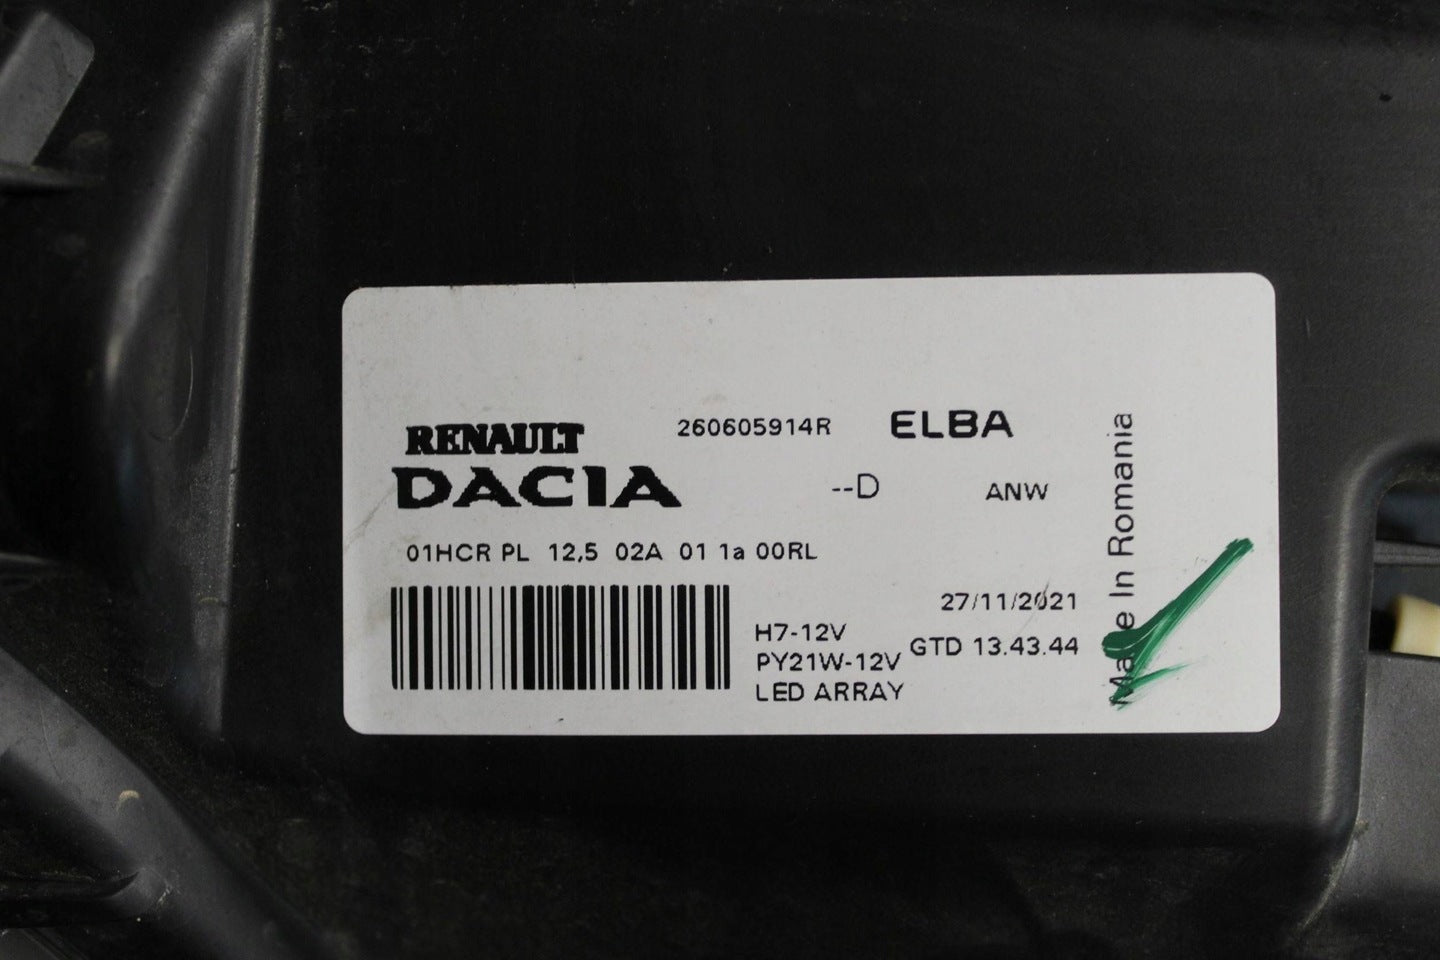 RENAULT 260605914R ELBA
DACIA --D ANW
01HCR PL 12,5 02A 01 1a 00RL
27/11/2021
H7-12V
GTD 13.43.44
PY21W-12V
LED ARRAY
Made In Romania